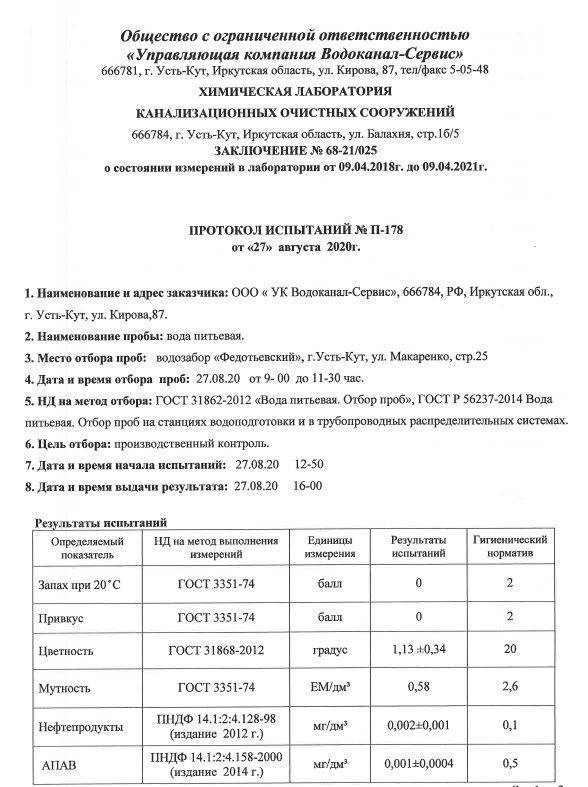 Общество с ограниченной ответственностью
«Управляющая компания Водоканал-Сервис»
666781, г. Усть-Кут, Иркутская область, ул. Кирова, 87, тел/факс 5-05-48
ХИМИЧЕСКАЯ ЛАБОРАТОРИЯ
КАНАЛИЗАЦИОННЫХ ОЧИСТНЫХ СООРУЖЕНИЙ
666784, г. Усть-Кут, Иркутская область, ул. Балахня, стр.1б/5
ЗАКЛЮЧЕНИЕ № 68-21/025
о состоянии измерений в лаборатории от 09.04.2018г. до 09.04.2021г.
ПРОТОКОЛ ИСПЫТАНИЙ № П-178
от «27» августа 2020г.
1. Наименование и адрес заказчика: ООО « УК Водоканал-Сервис», 666784, РФ, Иркутская обл.,
г. Усть-Кут, ул. Кирова,87.
2. Наименование пробы: вода питьевая.
3. Место отбора проб: водозабор «Федотьевский», г.Усть-Кут, ул. Макаренко, стр.25
4. Дата и время отбора проб: 27.08.20 от 9- 00 до 11-30 час.
5. НД на метод отбора: ГОСТ 31862-2012 «Вода питьевая. Отбор проб», ГОСТ Р 56237-2014 Вода
питьевая. Отбор проб на станциях водоподготовки и в трубопроводных распределительных системах.
6. Цель отбора: производственный контроль.
7. Дата и время начала испытаний: 27.08.20 12-50
8. Дата и время выдачи результата: 27.08.20 16-00
Результаты испытаний
Определяемый показатель НД на метод выполнения измерений Единицы измерения Результаты испытаний Гигиенический норматив
Запах при 20˚С ГОСТ 3351-74 балл 0 2
Привкус ГОСТ 3351-74 балл 0 2
Цветность ГОСТ 31868-2012 градус 1,13 ±0,34 20
Мутность ГОСТ 3351-74 ЕМ/дм³ 0,58 2,6
Нефтепродукты ПНДФ 14.1:2:4.128-98 (издание 2012 г.) мг/дм³ 0,002±0,001 0,1
АПАВ ПНДФ 14.1:2:4.158-2000 (издание 2014 г.) мг/дм³ 0,001±0,0004 0,5